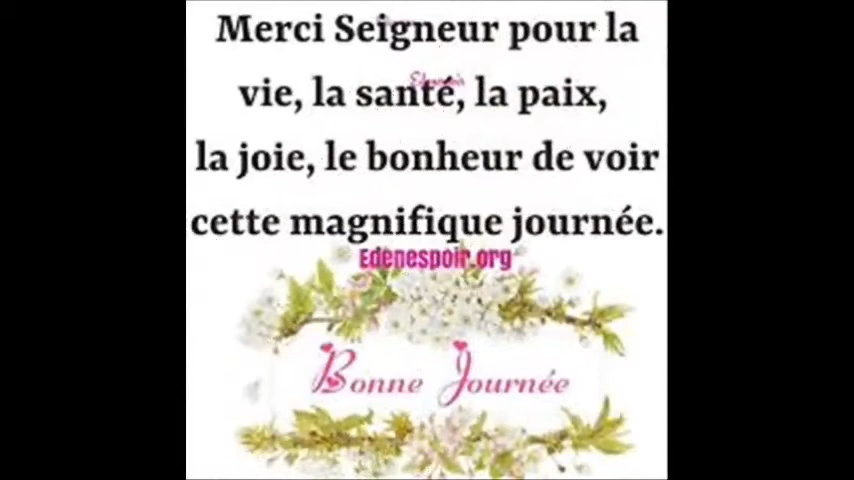 Merci Seigneur pour la
vie, la santé, la paix,
la joie, le bonheur de voir
cette magnifique journée.
Edenespoir.org
Bonne Journée